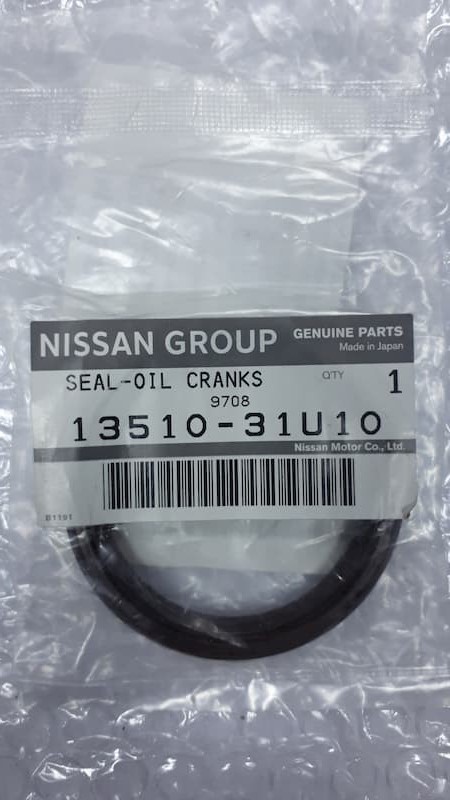 NISSAN GROUP GENUINE PARTS
Made in Japan
SEAL-OIL CRANKS Q'TY 1
9708
13510-31U10
Nissan Motor Co., Ltd.
B1191